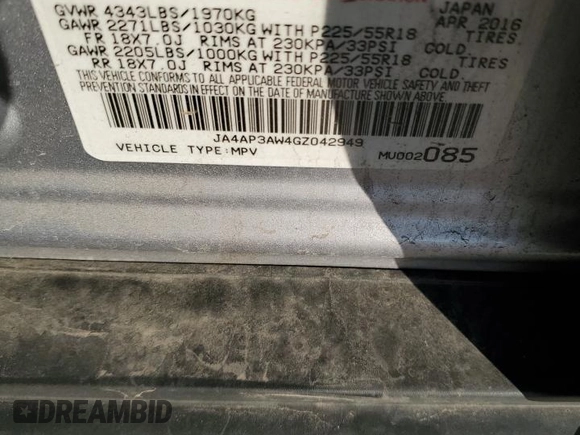 GVWR 4343LBS/1970KG JAPAN
GAWR 2271LBS/1030KG WITH P225/55R18 APR 2016
FR 18X7.0J RIMS AT 230KPA/33PSI COLD TIRES
GAWR 2205LBS/1000KG WITH P225/55R18
RR 18X7.0J RIMS AT 230KPA/33PSI COLD TIRES
THIS VEHICLE CONFORMS TO ALL APPLICABLE FEDERAL MOTOR VEHICLE SAFETY AND THEFT
PREVENTION STANDARDS IN EFFECT ON THE DATE OF MANUFACTURE SHOWN ABOVE.
JA4AP3AW4GZ042949
VEHICLE TYPE:MPV MU002085
DREAMBID